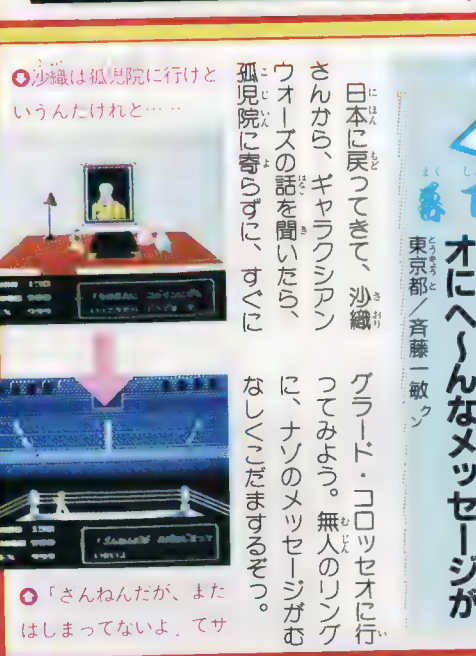 オにへ〜んなメッセージが
東京都／斉藤一敏クン
日本に戻ってきて、沙織
さんから、ギャラクシアン
ウォーズの話を聞いたら、
孤児院に寄らずに、すぐに
グラード・コロッセオに行
ってみよう。無人のリング
に、ナゾのメッセージがむ
なしくこだまするぞっ。
沙織は孤児院に行けと
いうんだけれど……
「ざんねんだが、まだ
はじまってないよ」てサ